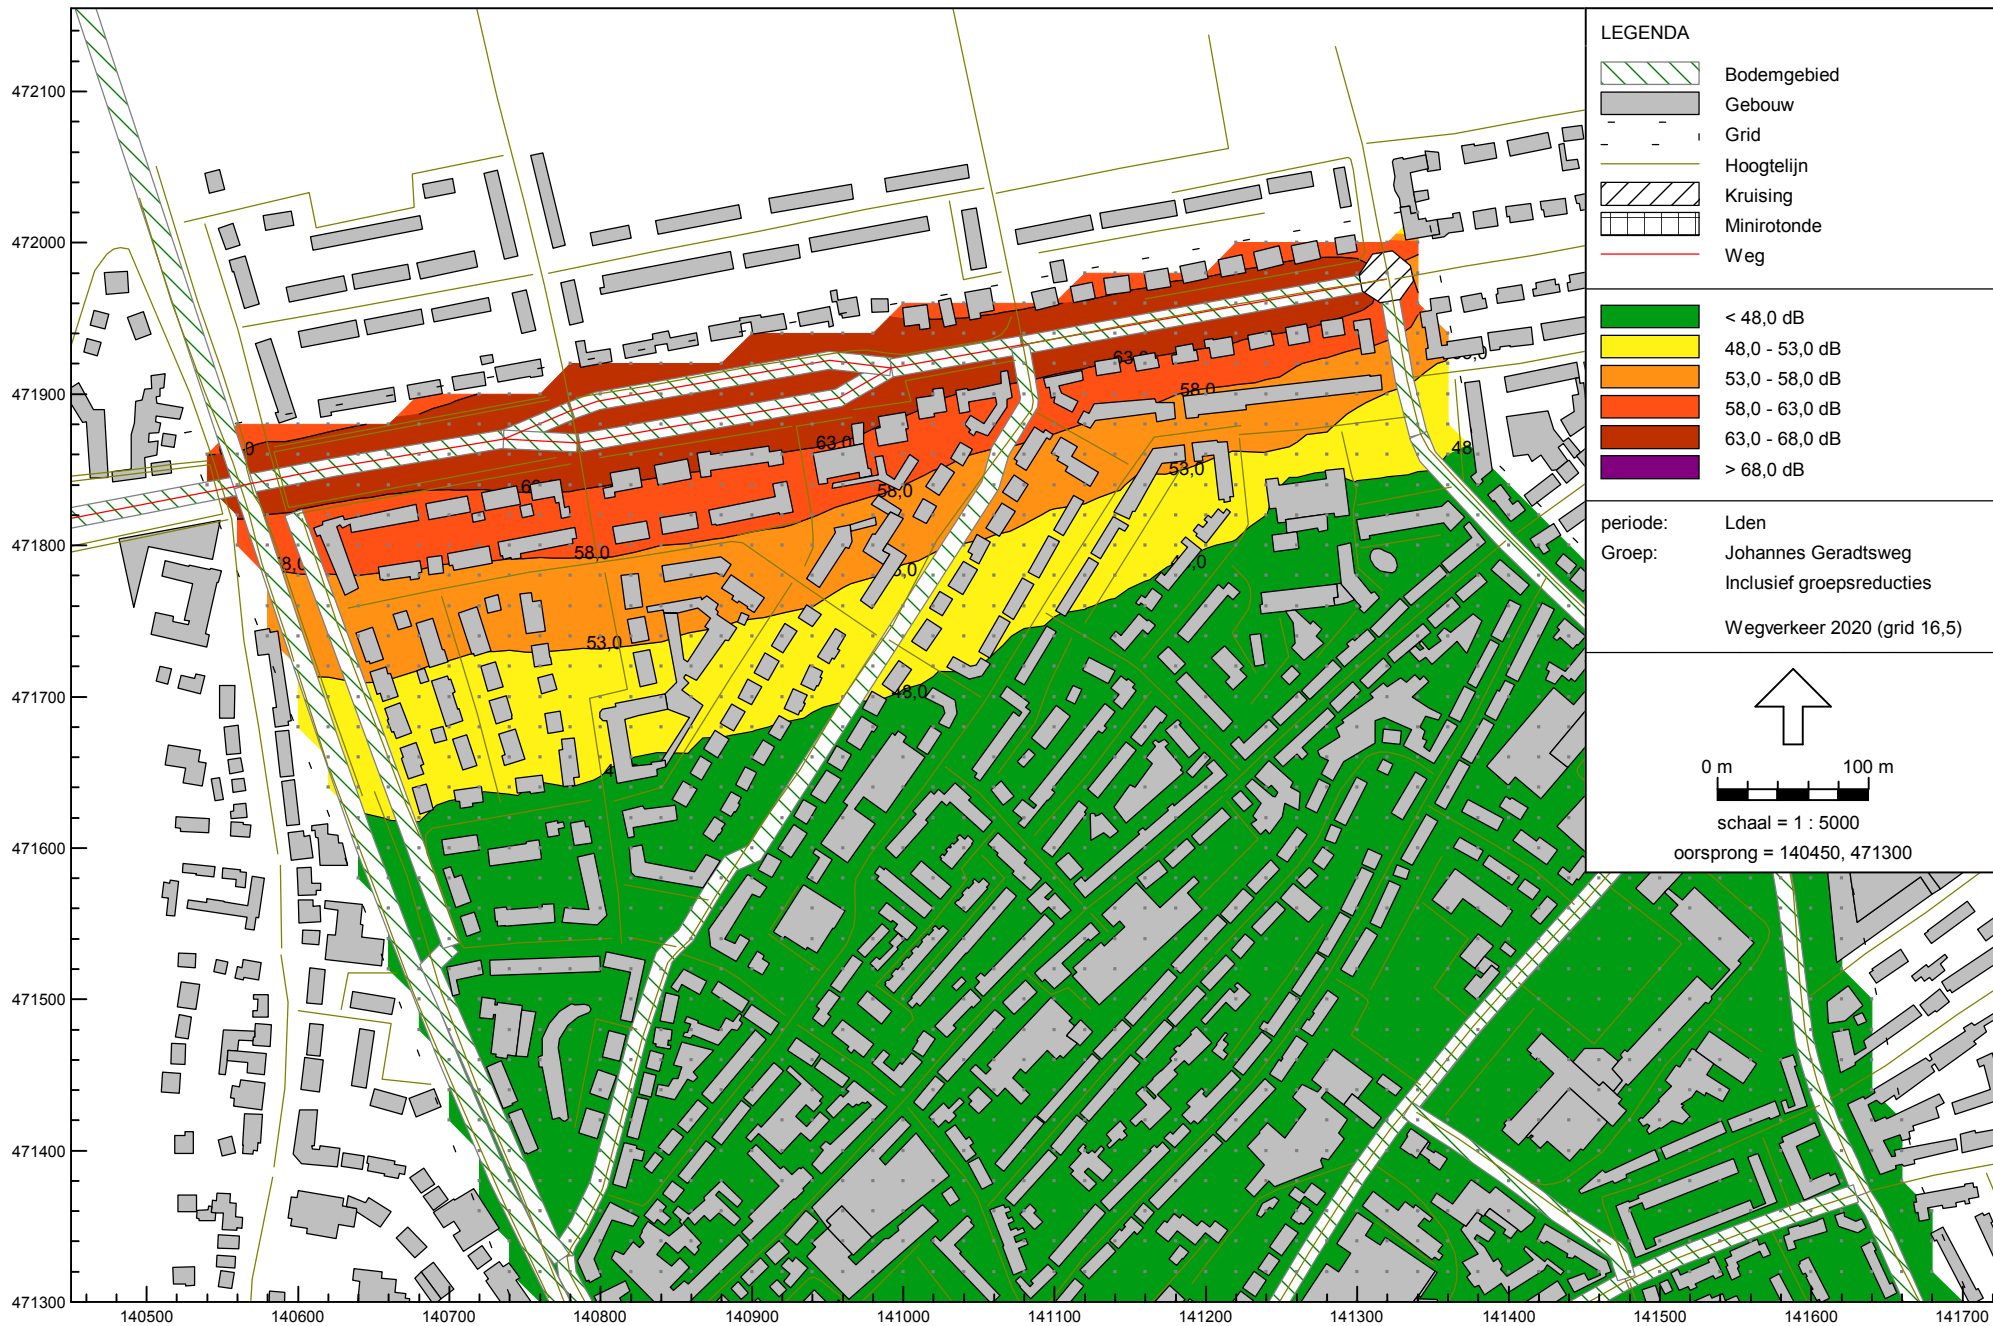 LEGENDA
Bodemgebied
Gebouw
Grid
Hoogtelijn
Kruising
Minirotonde
Weg
< 48,0 dB
48,0 - 53,0 dB
53,0 - 58,0 dB
58,0 - 63,0 dB
63,0 - 68,0 dB
> 68,0 dB
periode: Lden
Groep: Johannes Geradtsweg
Inclusief groepsreducties
Wegverkeer 2020 (grid 16,5)
0 m 100 m
schaal = 1 : 5000
oorsprong = 140450, 471300
472100
472000
471900
471800
471700
471600
471500
471400
471300
140500 140600 140700 140800 140900 141000 141100 141200 141300 141400 141500 141600 141700
63,0
58,0
63,0
48
53,0
58,0
58,0
53,0
48,0